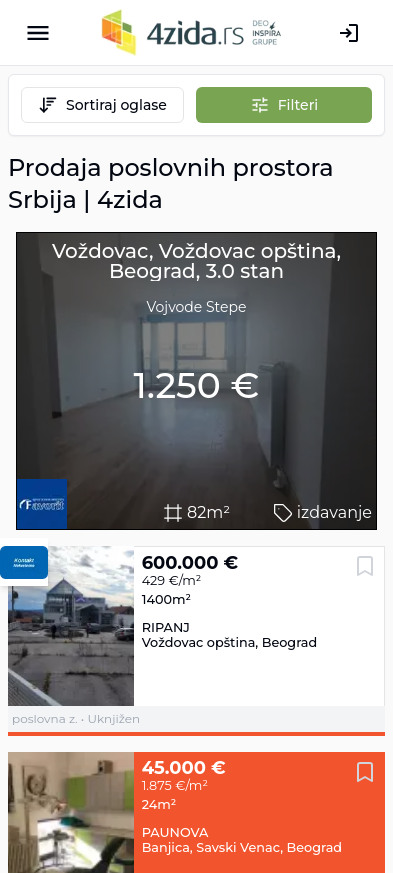 4zida.rs
DEO
INSPIRA
GRUPE
Sortiraj oglase
Filteri
Prodaja poslovnih prostora
Srbija | 4zida
Voždovac, Voždovac opština,
Beograd, 3.0 stan
Vojvode Stepe
1.250 €
Favorit
82m²
izdavanje
Kontakt
Nekretnine
600.000 €
429 €/m²
1400m²
RIPANJ
Voždovac opština, Beograd
poslovna z. • Uknjižen
45.000 €
1.875 €/m²
24m²
PAUNOVA
Banjica, Savski Venac, Beograd